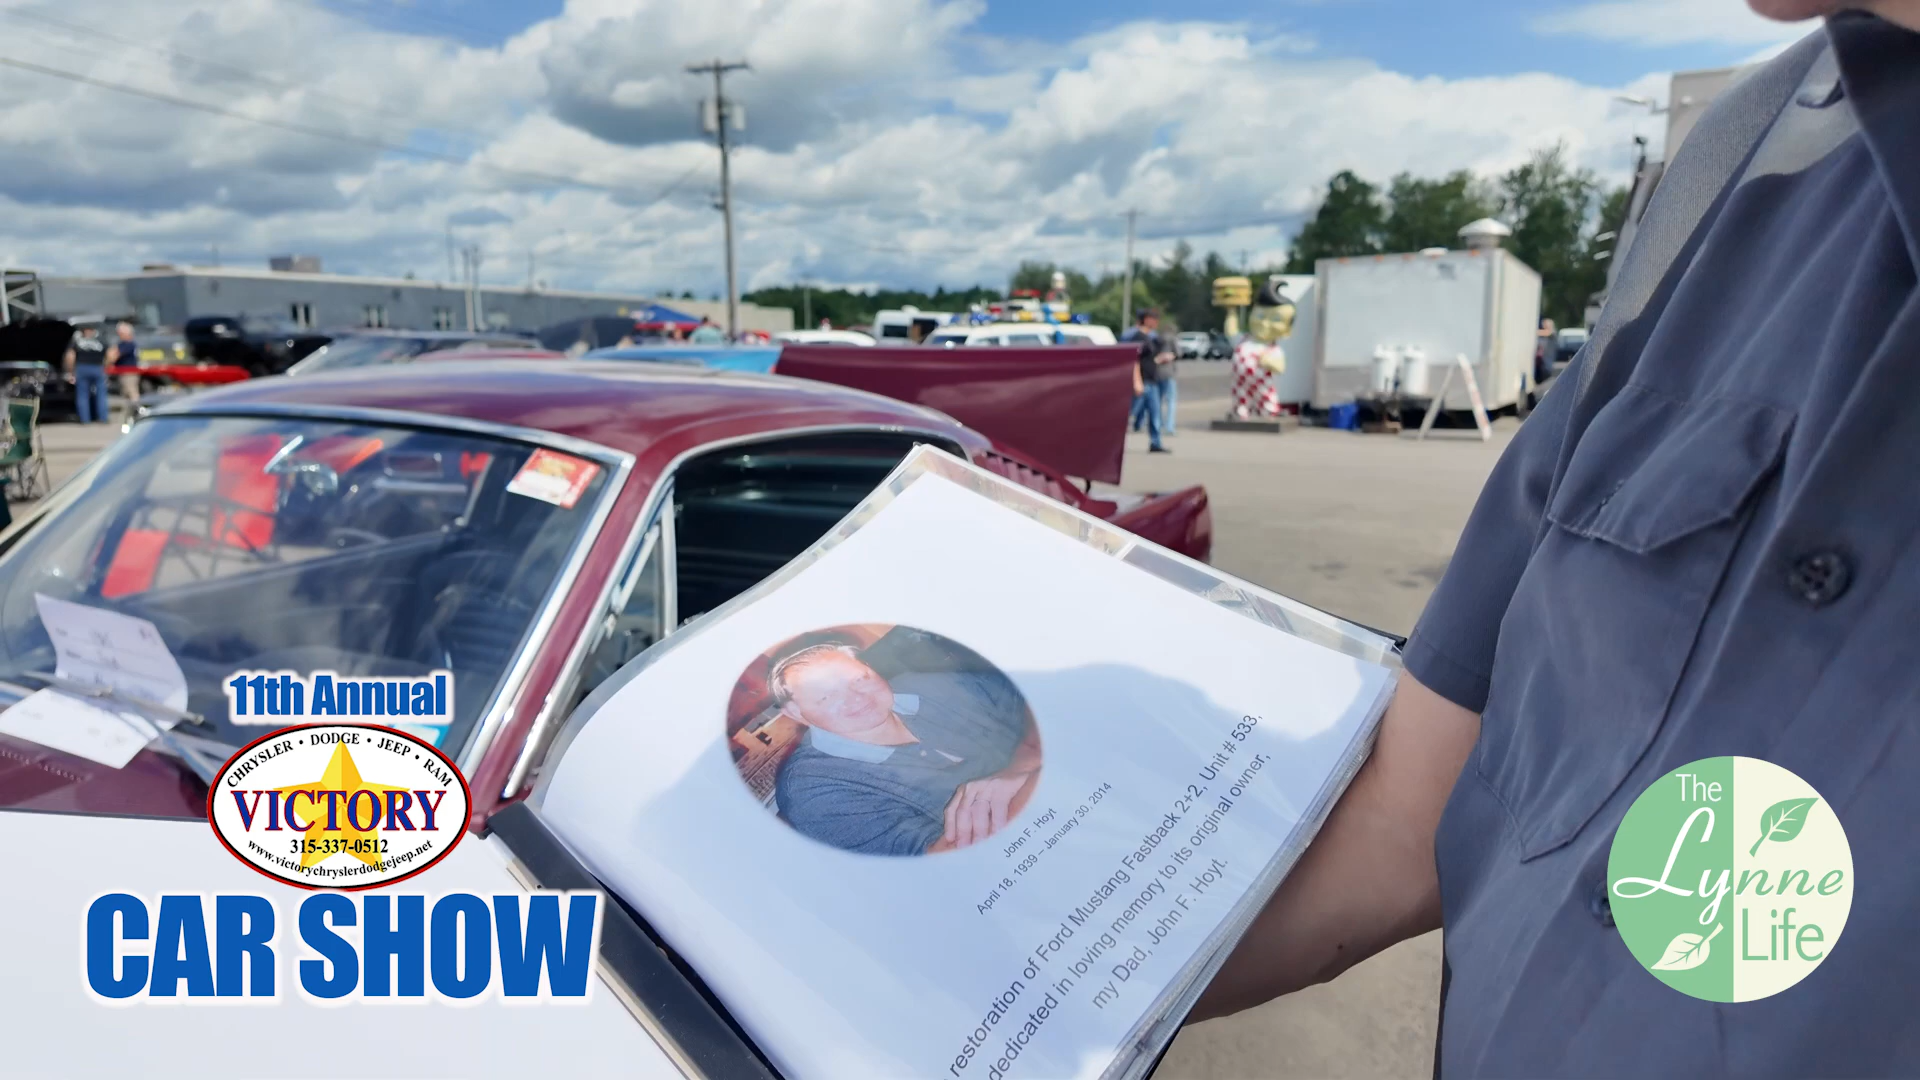 11th Annual
CHRYSLER • DODGE • JEEP • RAM
VICTORY
315-337-0512
www.victorychryslerdodgejeep.net
CAR SHOW
John F. Hoyt
April 18, 1939 – January 30, 2014
restoration of Ford Mustang Fastback 2+2, Unit # 533,
dedicated in loving memory to its original owner,
my Dad, John F. Hoyt.
The
Lynne
Life